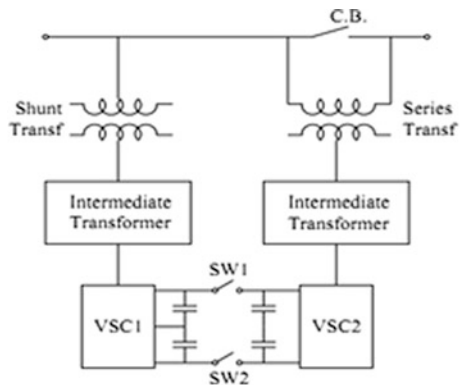 C.B.
Shunt
Transf
Series
Transf
Intermediate
Transformer
Intermediate
Transformer
SW1
VSC1
VSC2
SW2